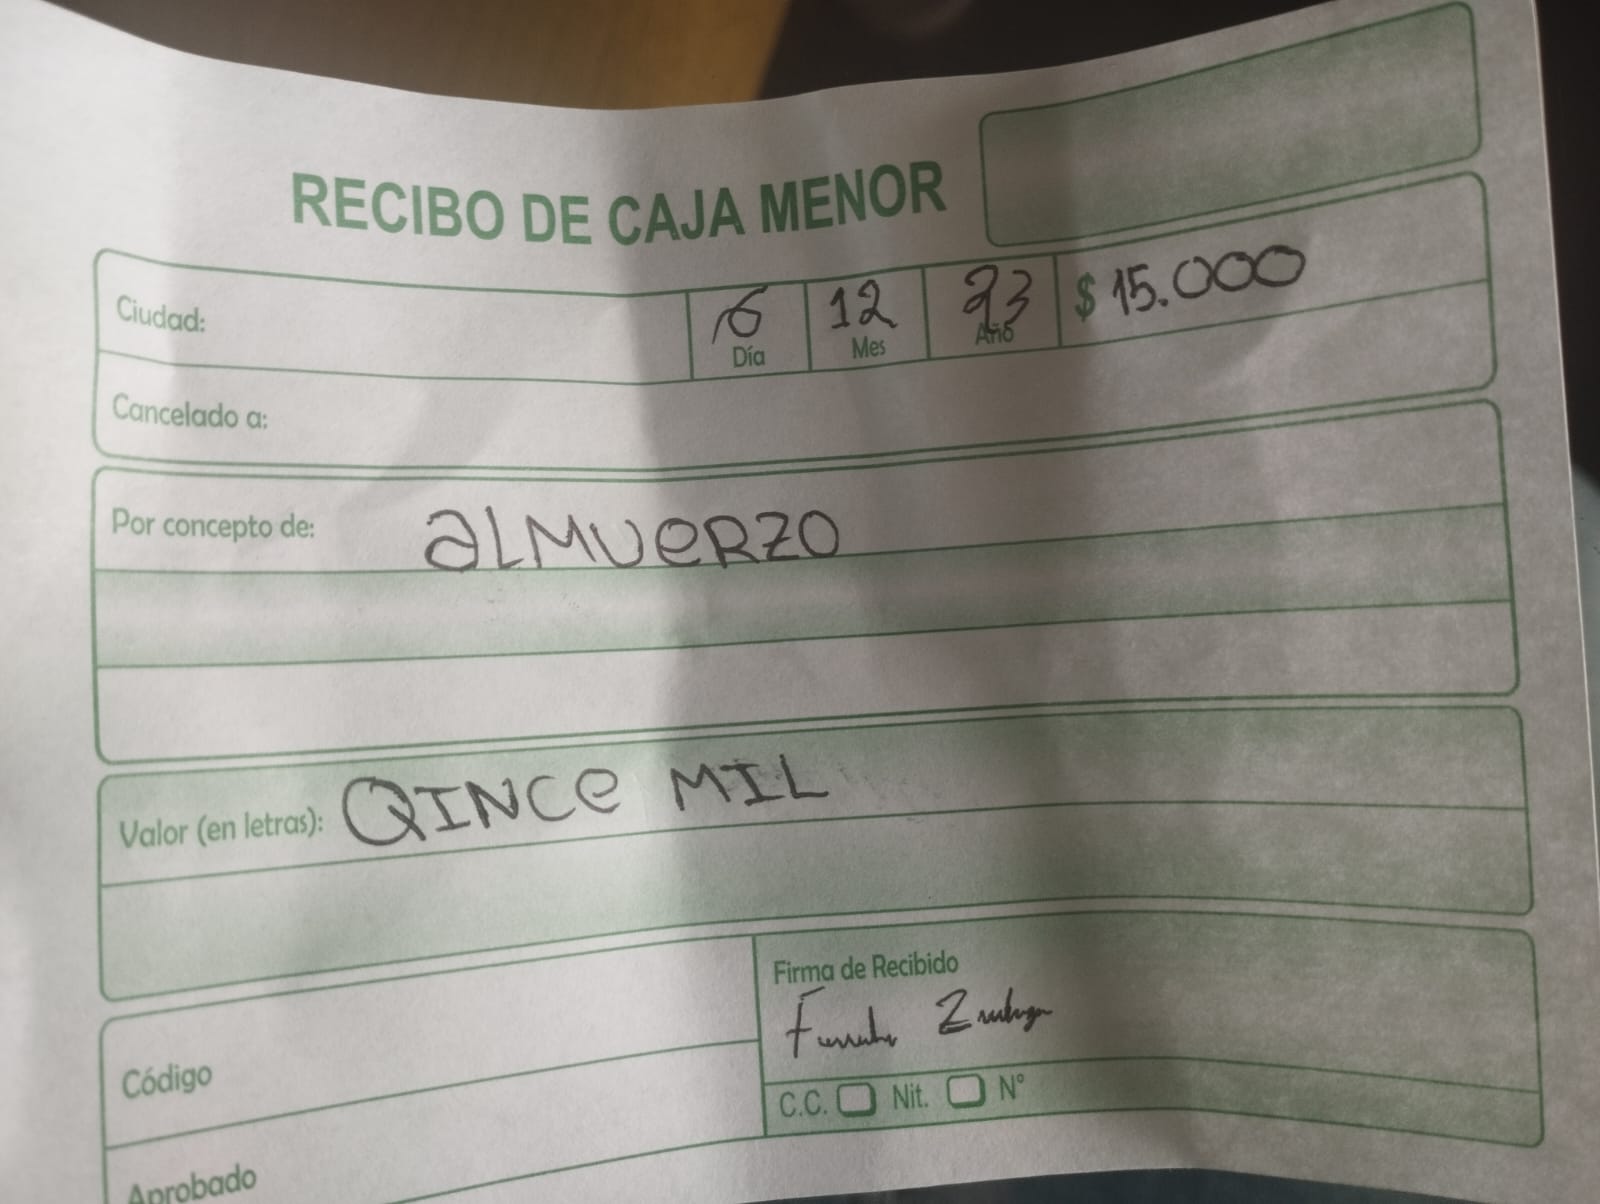 RECIBO DE CAJA MENOR
Ciudad:
6 12 23 $ 15.000
Día Mes Año
Cancelado a:
Por concepto de: ALMUERZO
Valor (en letras): QINCE MIL
Firma de Recibido
Código
C.C. Nit. N°
Aprobado